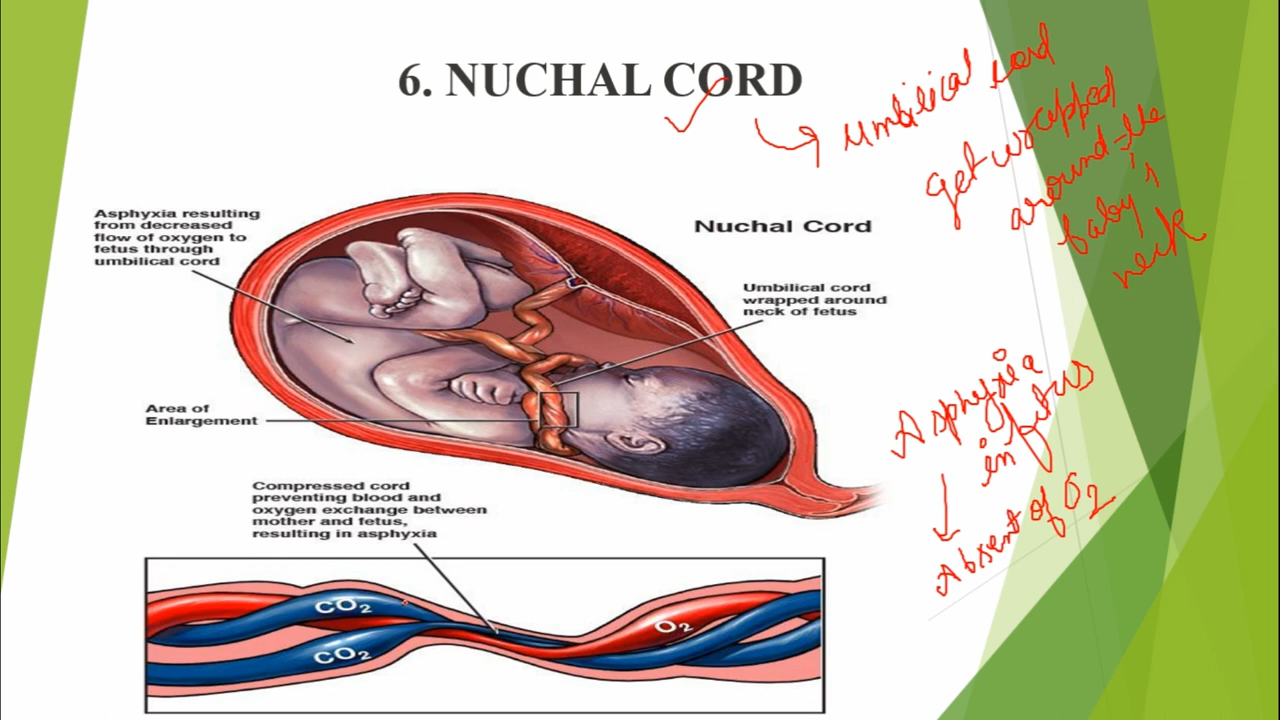 6. NUCHAL CORD
umbilical cord
get wrapped
around the
baby's
neck
Nuchal Cord
Asphyxia resulting
from decreased
flow of oxygen to
fetus through
umbilical cord
Umbilical cord
wrapped around
neck of fetus
Area of
Enlargement
Asphyxia
in fetus
Absent of O2
Compressed cord
preventing blood and
oxygen exchange between
mother and fetus,
resulting in asphyxia
CO2
O2
CO2